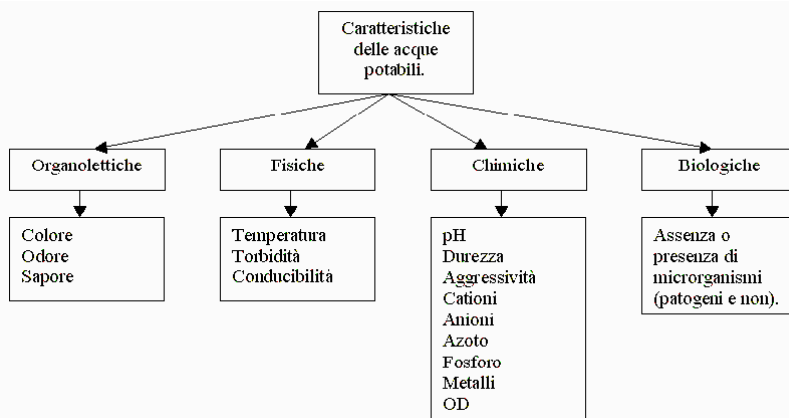 Caratteristiche
delle acque
potabili.
Organolettiche
Fisiche
Chimiche
Biologiche
Colore
Odore
Sapore
Temperatura
Torbidità
Conducibilità
pH
Durezza
Aggressività
Cationi
Anioni
Azoto
Fosforo
Metalli
OD
Assenza o
presenza di
microrganismi
(patogeni e non).